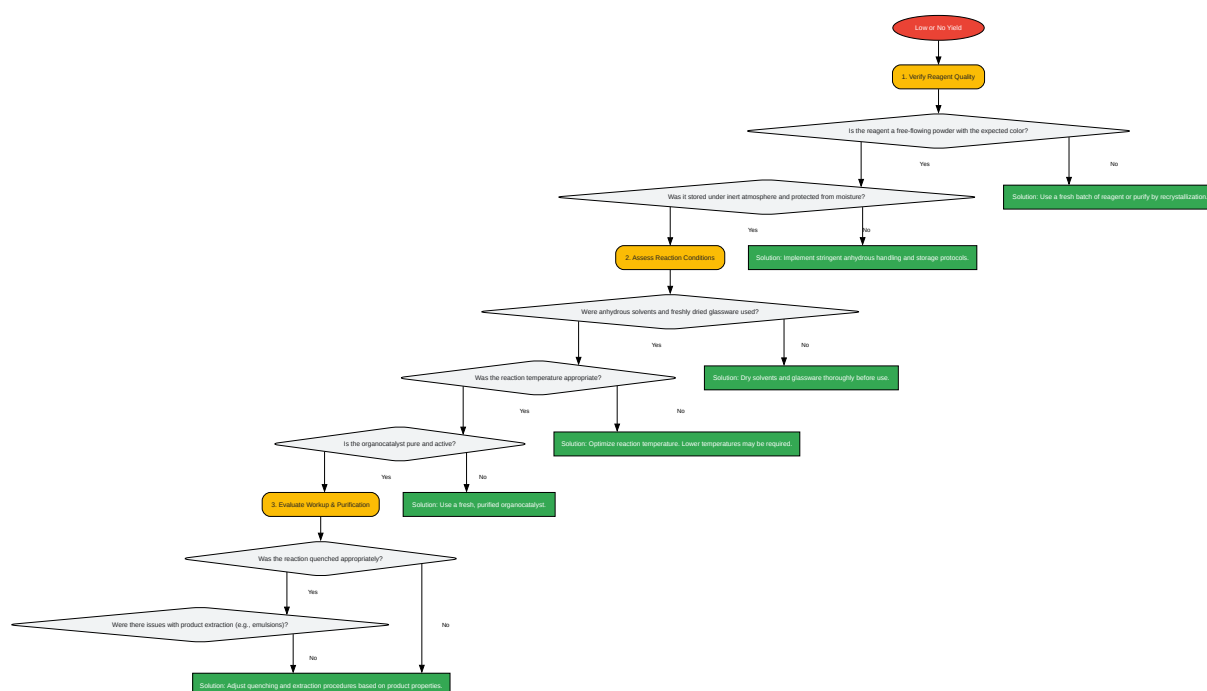 Low or No Yield
1. Verify Reagent Quality
Is the reagent a free-flowing powder with the expected color?
Yes
No
Was it stored under inert atmosphere and protected from moisture?
Solution: Use a fresh batch of reagent or purify by recrystallization.
Yes
No
2. Assess Reaction Conditions
Solution: Implement stringent anhydrous handling and storage protocols.
Were anhydrous solvents and freshly dried glassware used?
Yes
No
Was the reaction temperature appropriate?
Solution: Dry solvents and glassware thoroughly before use.
Yes
No
Is the organocatalyst pure and active?
Solution: Optimize reaction temperature. Lower temperatures may be required.
Yes
No
3. Evaluate Workup & Purification
Solution: Use a fresh, purified organocatalyst.
Was the reaction quenched appropriately?
Yes
Were there issues with product extraction (e.g., emulsions)?
No
No
Solution: Adjust quenching and extraction procedures based on product properties.